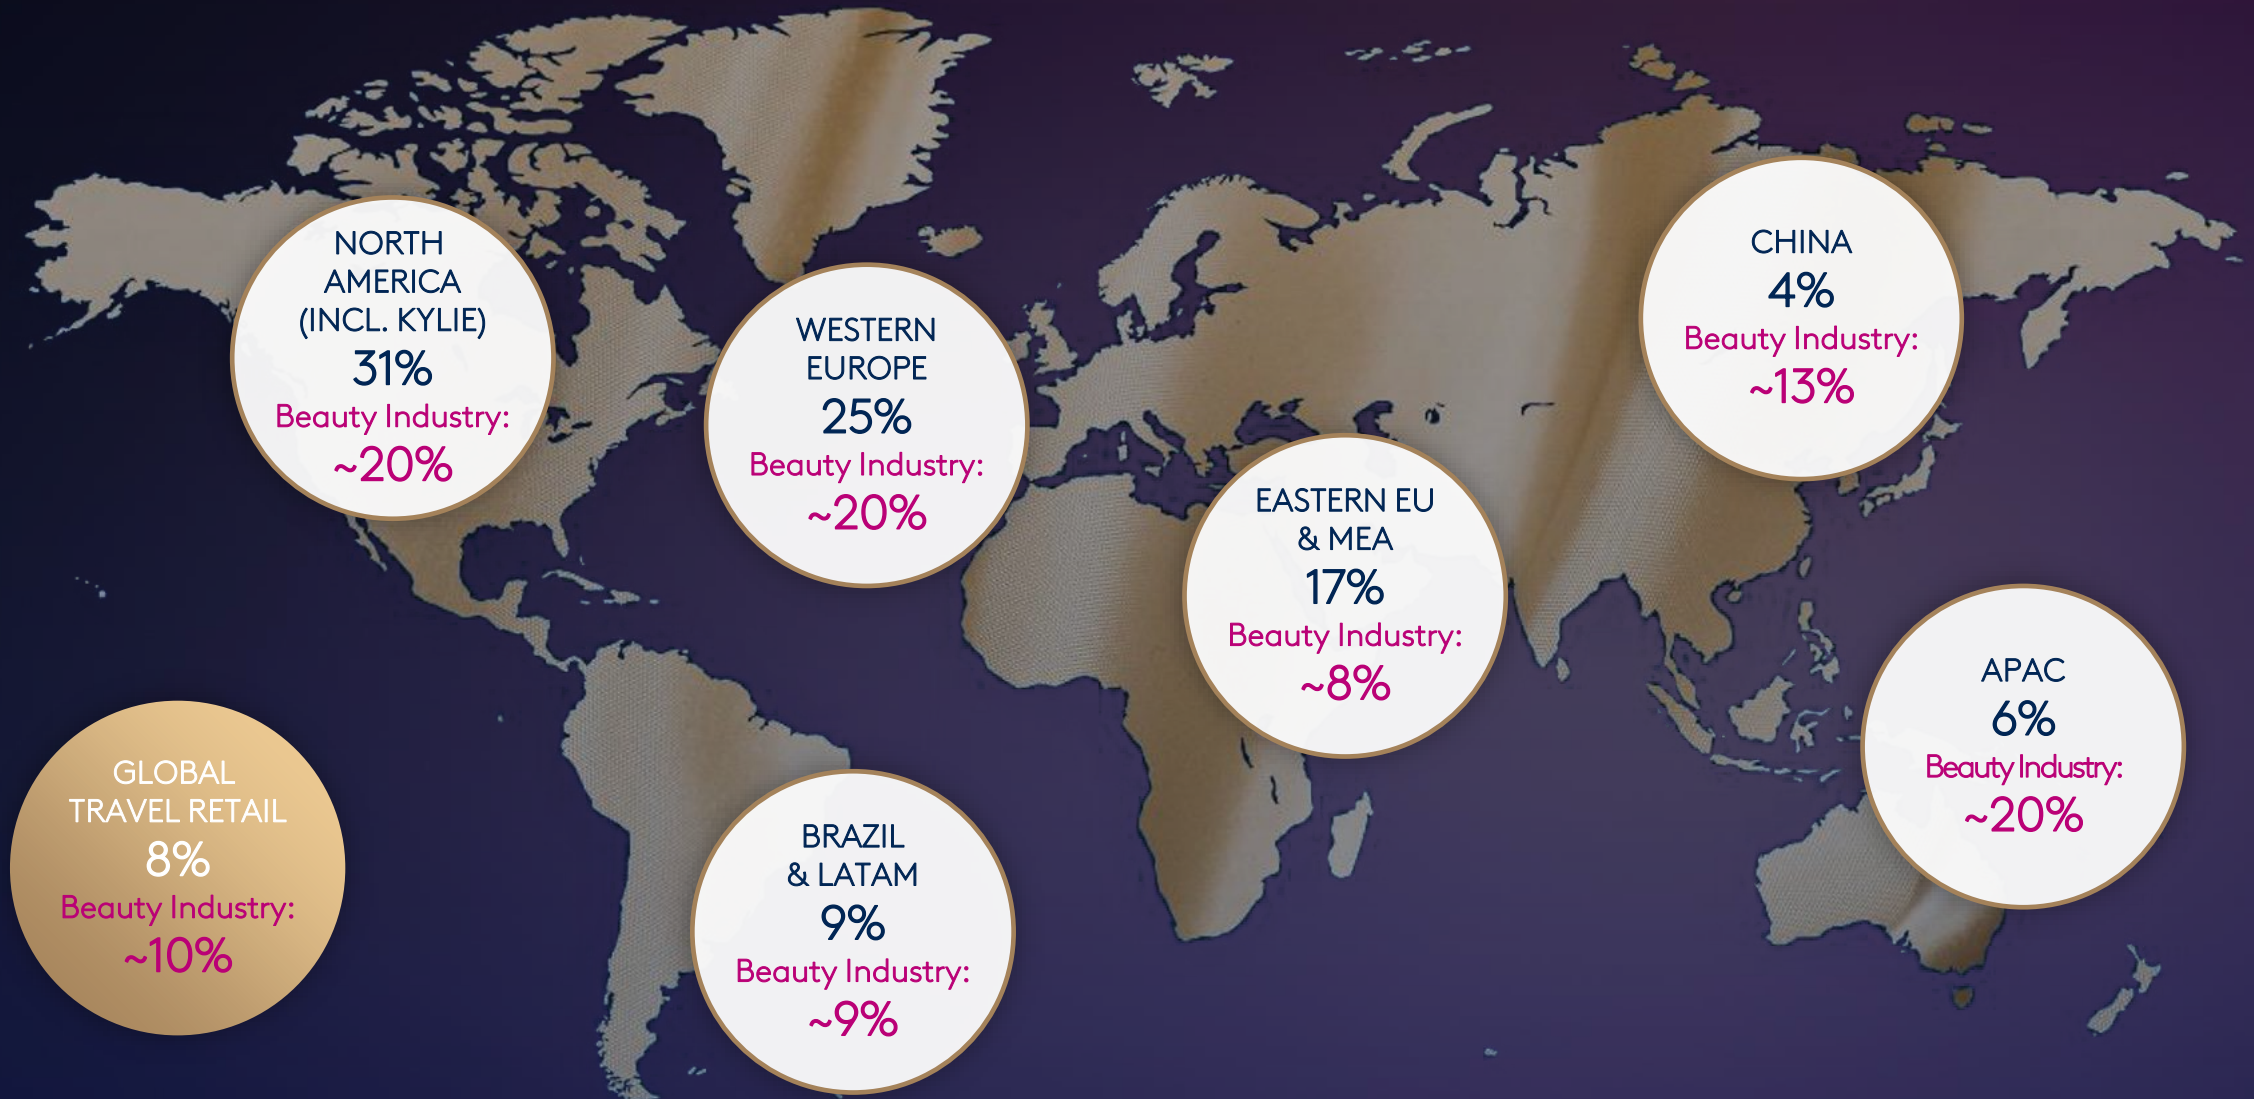 NORTH
AMERICA
(INCL. KYLIE)
31%
Beauty Industry:
~20%
WESTERN
EUROPE
25%
Beauty Industry:
~20%
CHINA
4%
Beauty Industry:
~13%
EASTERN EU
& MEA
17%
Beauty Industry:
~8%
APAC
6%
Beauty Industry:
~20%
GLOBAL
TRAVEL RETAIL
8%
Beauty Industry:
~10%
BRAZIL
& LATAM
9%
Beauty Industry:
~9%